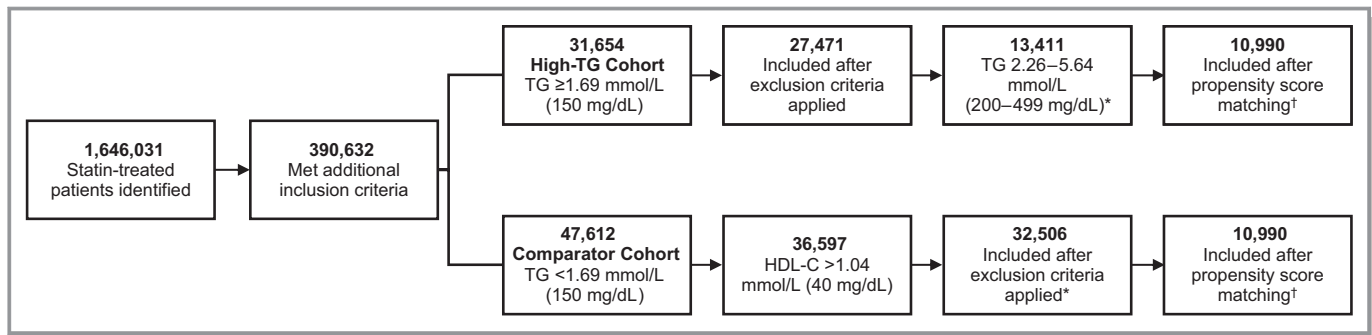 1,646,031
Statin-treated
patients identified
390,632
Met additional
inclusion criteria
31,654
High-TG Cohort
TG ≥1.69 mmol/L
(150 mg/dL)
27,471
Included after
exclusion criteria
applied
13,411
TG 2.26–5.64
mmol/L
(200–499 mg/dL)*
10,990
Included after
propensity score
matching†
47,612
Comparator Cohort
TG <1.69 mmol/L
(150 mg/dL)
36,597
HDL-C >1.04
mmol/L (40 mg/dL)
32,506
Included after
exclusion criteria
applied*
10,990
Included after
propensity score
matching†